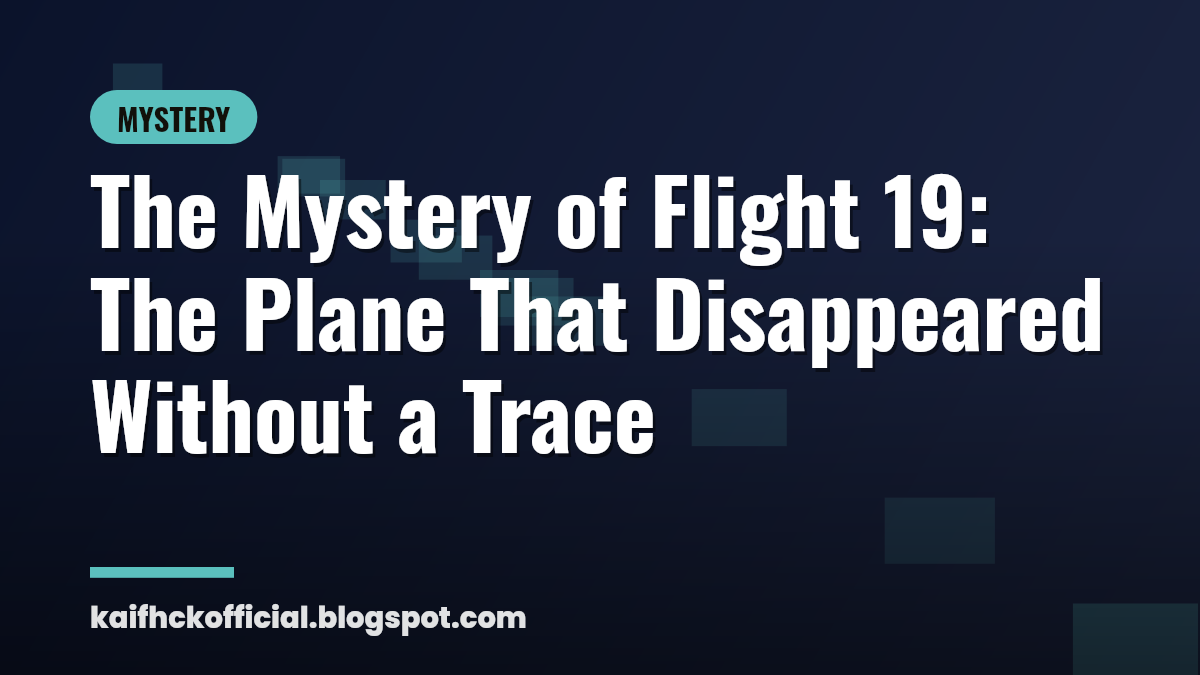 MYSTERY
The Mystery of Flight 19:
The Plane That Disappeared
Without a Trace
kaifhckofficial.blogspot.com